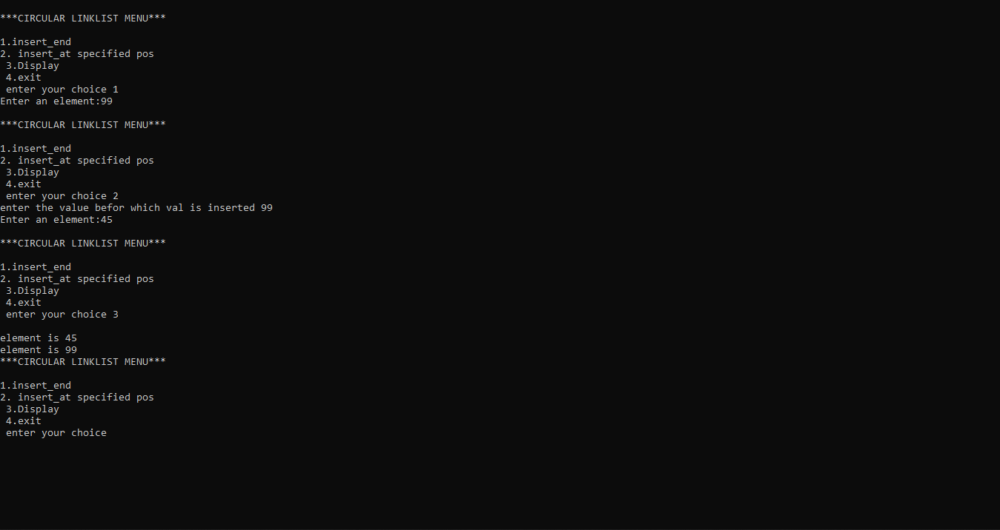 ***CIRCULAR LINKLIST MENU***
1.insert_end
2. insert_at specified pos
3.Display
4.exit
enter your choice 1
Enter an element:99
***CIRCULAR LINKLIST MENU***
1.insert_end
2. insert_at specified pos
3.Display
4.exit
enter your choice 2
enter the value befor which val is inserted 99
Enter an element:45
***CIRCULAR LINKLIST MENU***
1.insert_end
2. insert_at specified pos
3.Display
4.exit
enter your choice 3
element is 45
element is 99
***CIRCULAR LINKLIST MENU***
1.insert_end
2. insert_at specified pos
3.Display
4.exit
enter your choice